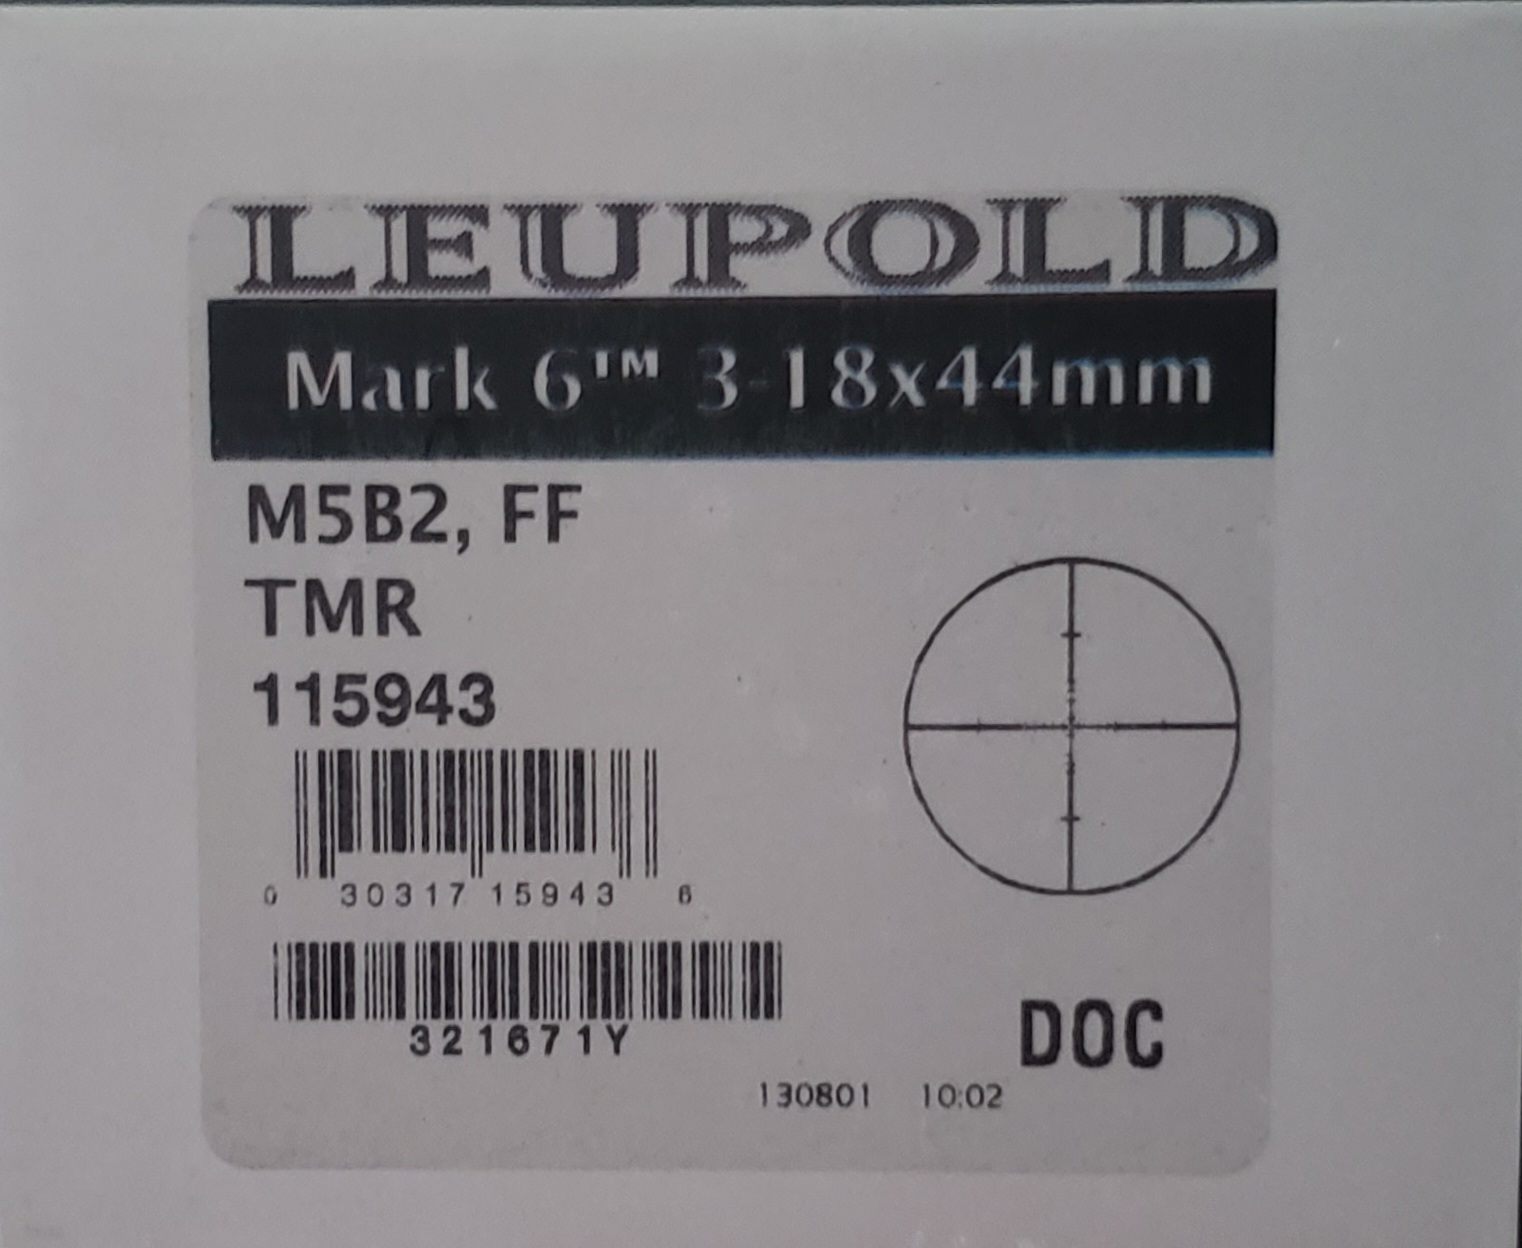 LEUPOLD
Mark 6™ 3-18x44mm
M5B2, FF
TMR
115943
0 30317 15943 6
321671Y
DOC
130801 10:02